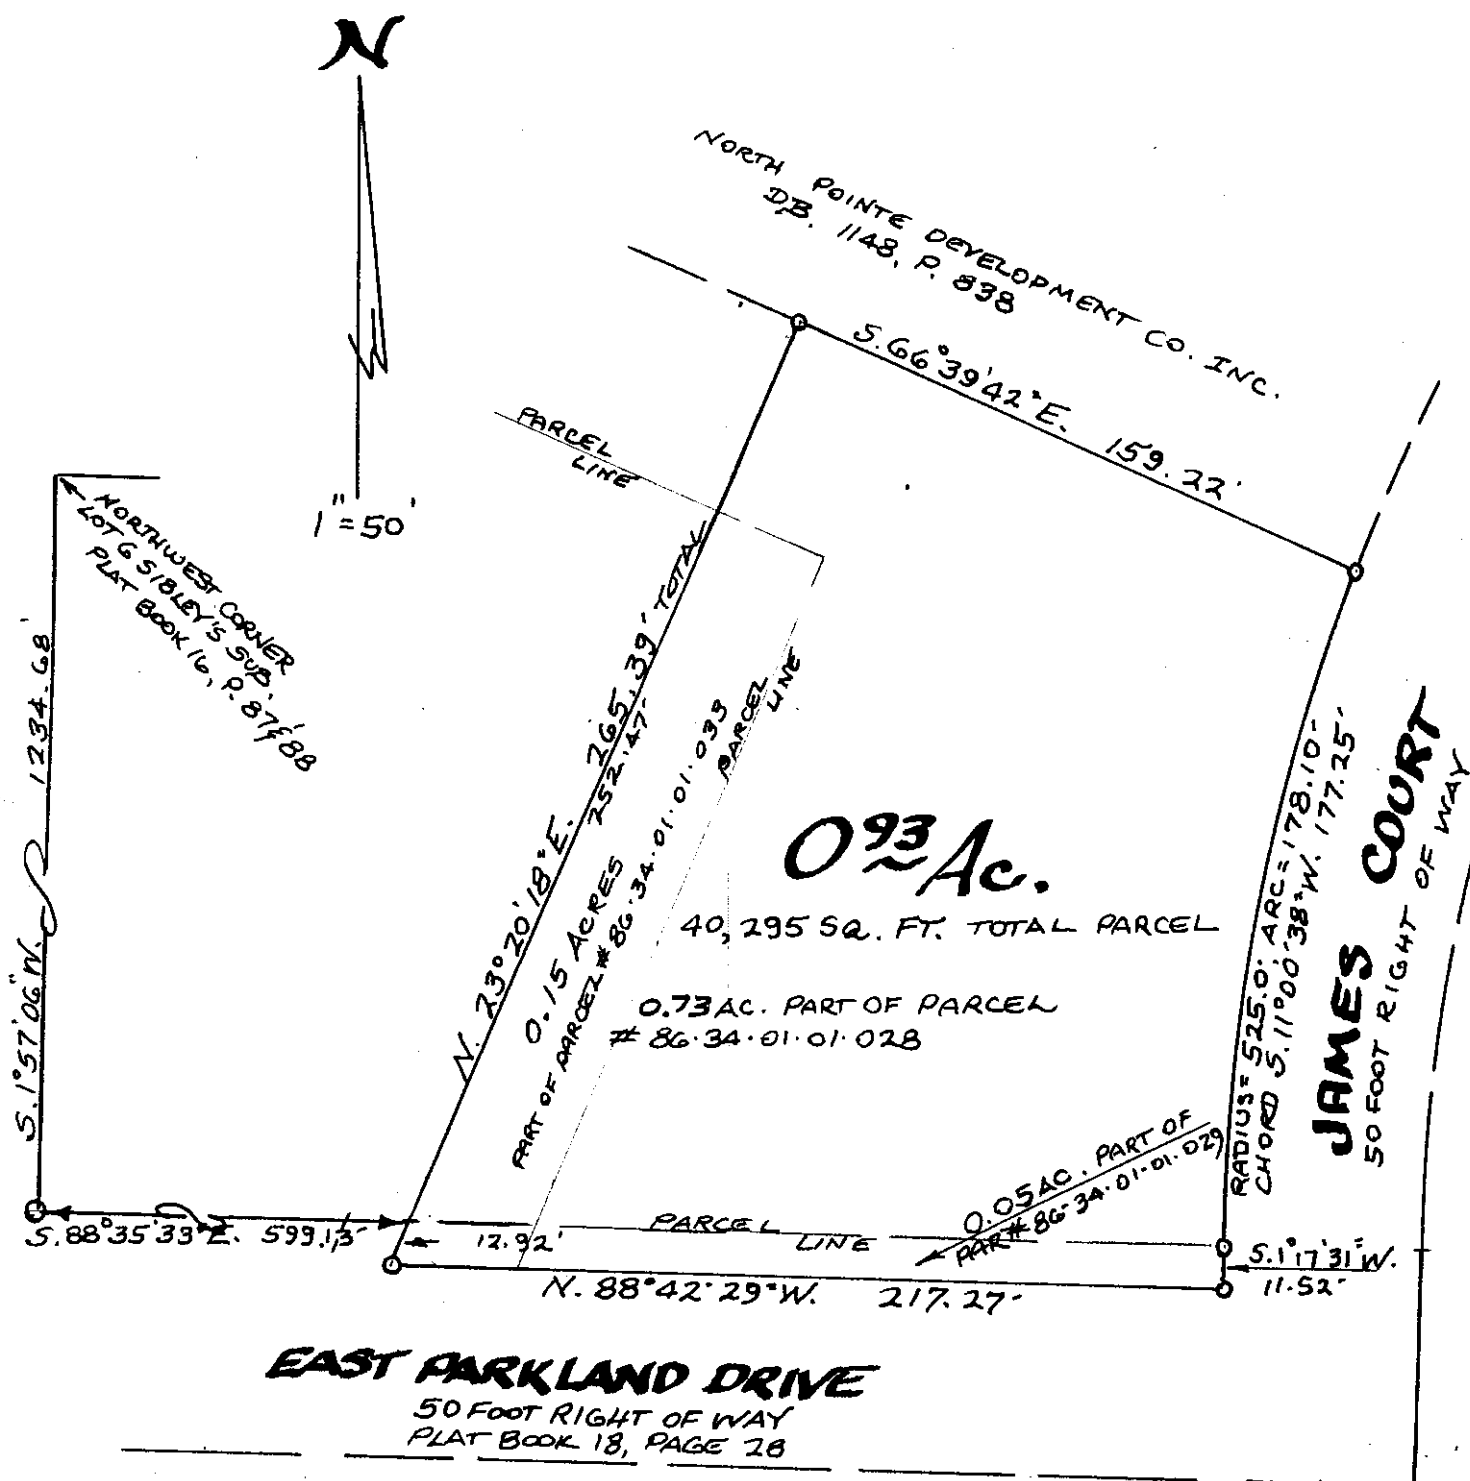 N
1" = 50'
NORTH POINTE DEVELOPMENT CO. INC.
DB. 1148, P. 838
S. 66° 39' 42" E. 159.22'
PARCEL
LINE
NORTHWEST CORNER
LOT 6 SIBLEY'S SUB.
PLAT BOOK 16, P. 87 & 88
S. 1° 57' 06" W. 1234.68'
N. 23° 20' 18" E. 265.39' TOTAL
252.47'
0.15 ACRES
PART OF PARCEL # 86·34·01·01·033
PARCEL
LINE
0 93 Ac.
40,295 SQ. FT. TOTAL PARCEL
0.73 AC. PART OF PARCEL
# 86·34·01·01·028
RADIUS = 525.0' ARC = 178.10'
CHORD S. 11° 00' 38" W. 177.25'
JAMES COURT
50 FOOT RIGHT OF WAY
0.05 AC. PART OF
PAR# 86·34·01·01·029
S. 88° 35' 33" E. 599.13'
12.92'
PARCEL
LINE
S. 1° 17' 31" W.
11.52'
N. 88° 42' 29" W. 217.27'
EAST PARKLAND DRIVE
50 FOOT RIGHT OF WAY
PLAT BOOK 18, PAGE 28